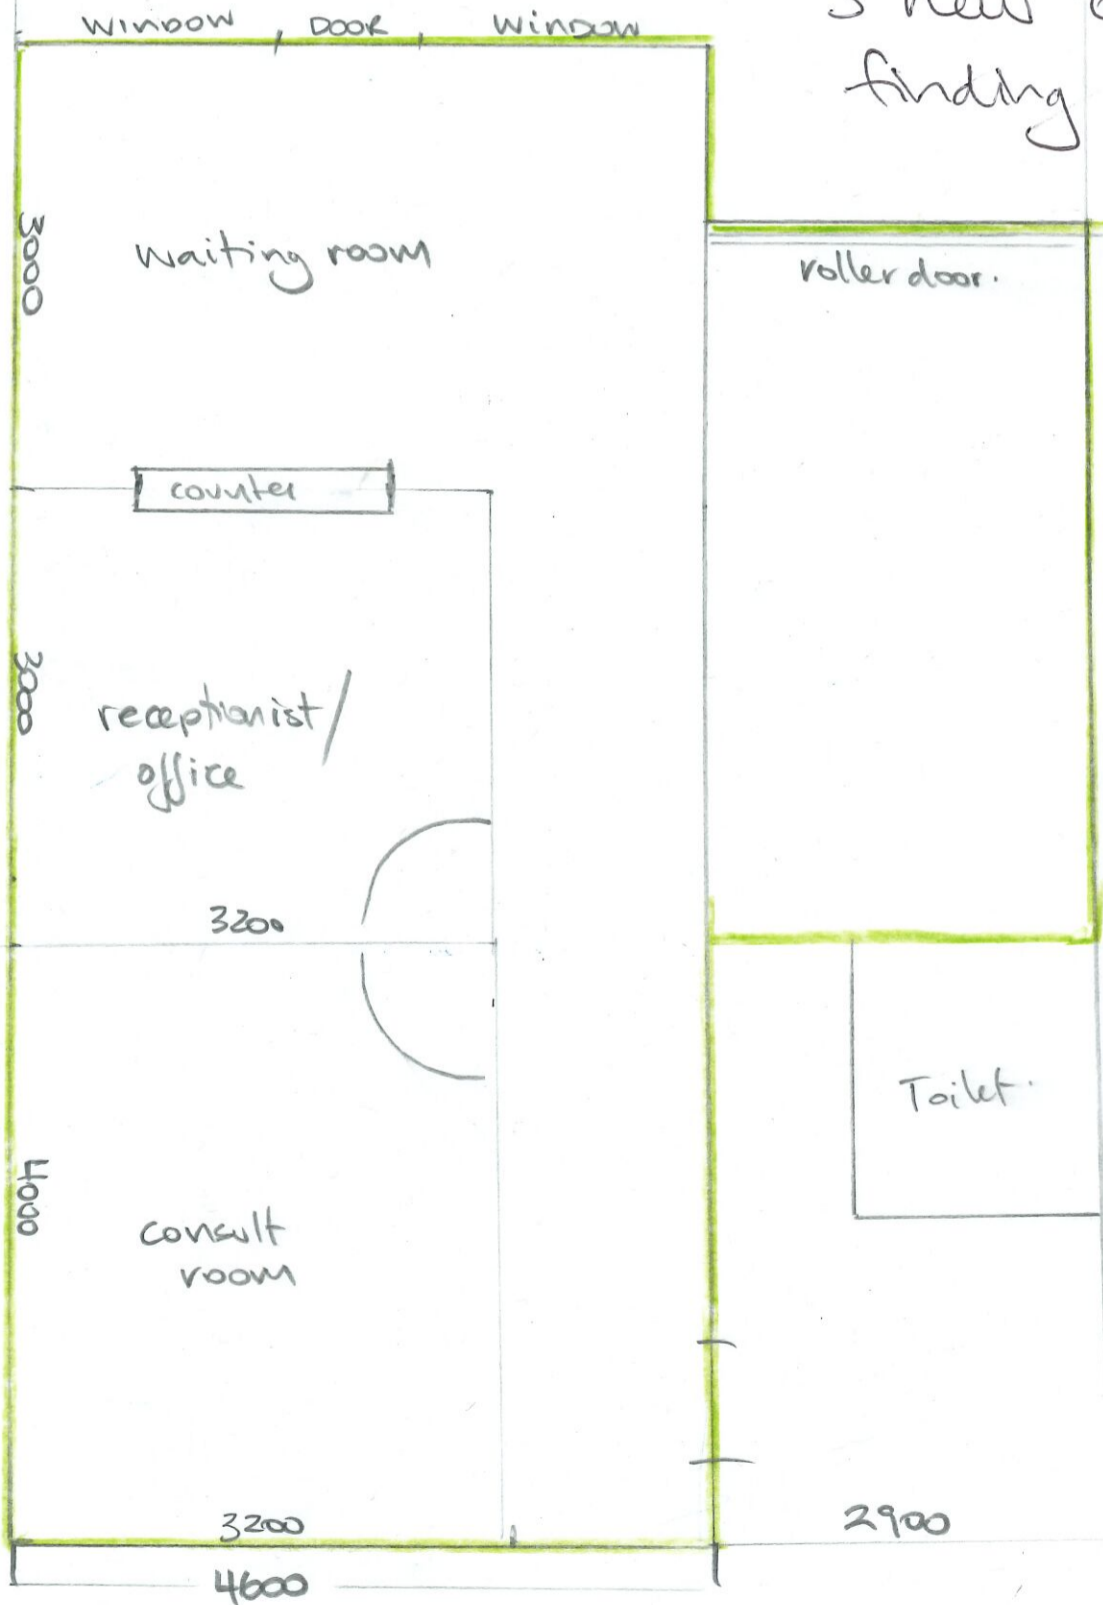 WINDOW DOOR WINDOW
new
finding
3000
waiting room
roller door.
counter
3000
receptionist/
office
3200
Toilet.
4000
consult
room
3200
2900
4600